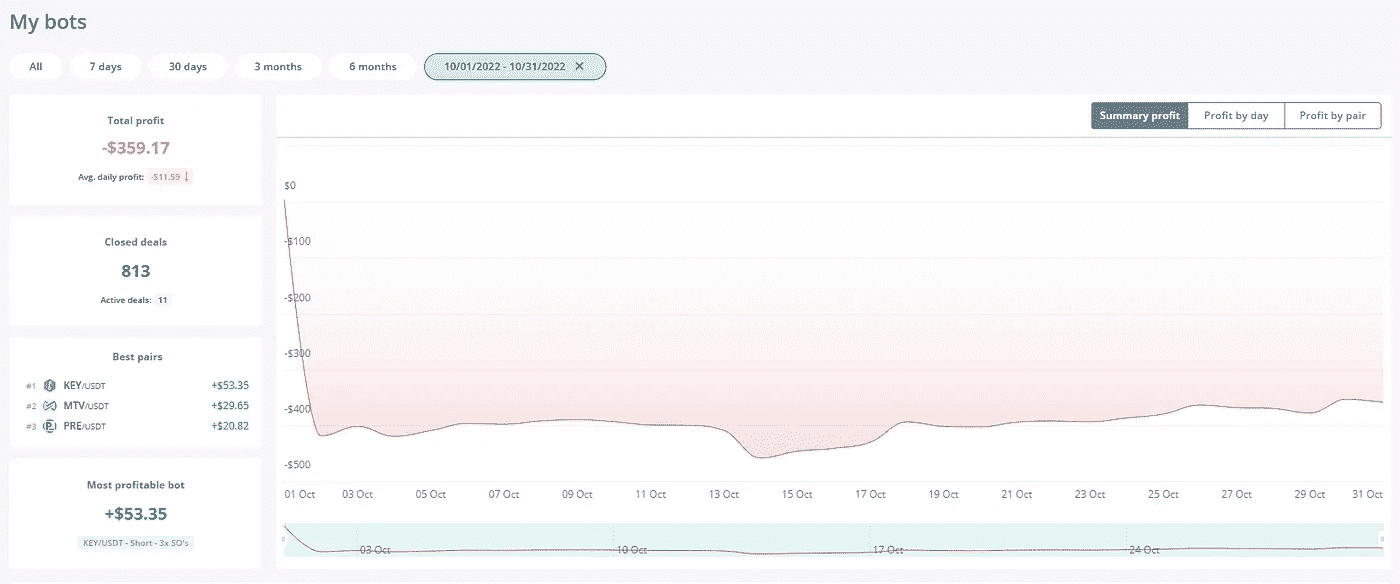 My bots
All 7 days 30 days 3 months 6 months 10/01/2022 - 10/31/2022 ✕
Total profit
-$359.17
Avg. daily profit: -$11.59 ↓
Closed deals
813
Active deals: 11
Best pairs
#1 KEY/USDT +$53.35
#2 MTV/USDT +$29.65
#3 PRE/USDT +$20.82
Most profitable bot
+$53.35
KEY/USDT - Short - 3x SO's
Summary profit Profit by day Profit by pair
$0
-$100
-$200
-$300
-$400
-$500
01 Oct 03 Oct 05 Oct 07 Oct 09 Oct 11 Oct 13 Oct 15 Oct 17 Oct 19 Oct 21 Oct 23 Oct 25 Oct 27 Oct 29 Oct 31 Oct
03 Oct 10 Oct 17 Oct 24 Oct